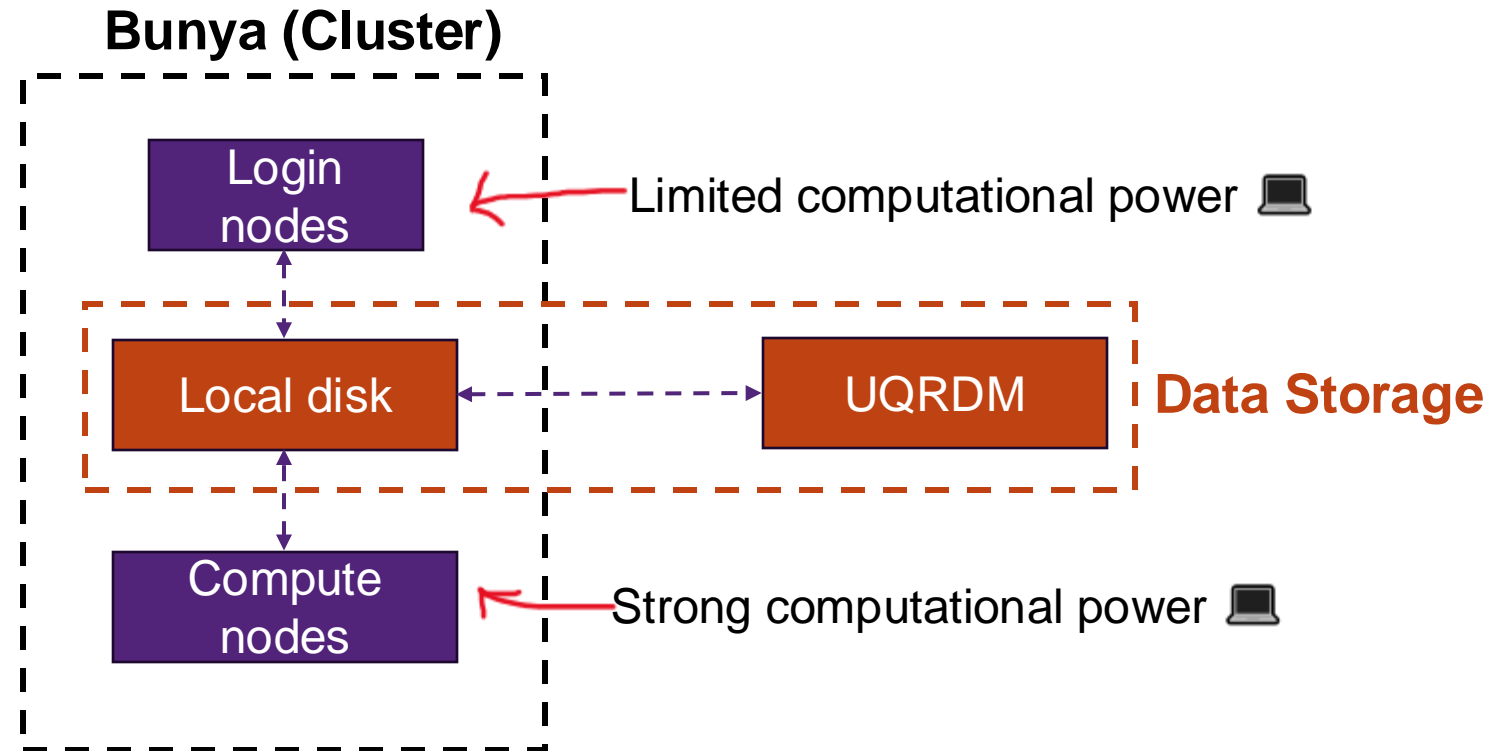 Bunya (Cluster)
Login
nodes
Limited computational power 💻
Local disk
UQRDM
Data Storage
Compute
nodes
Strong computational power 💻